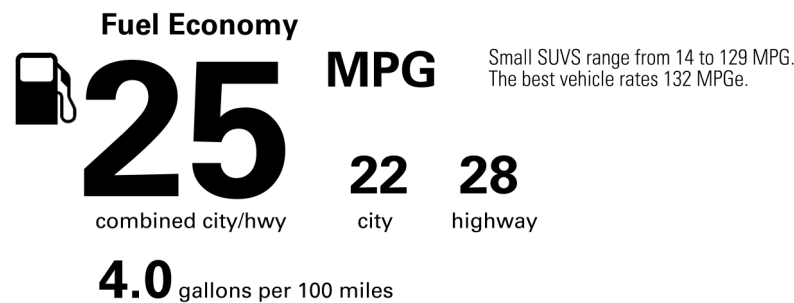 Fuel Economy
25
MPG
Small SUVS range from 14 to 129 MPG.
The best vehicle rates 132 MPGe.
22 28
combined city/hwy city highway
4.0 gallons per 100 miles